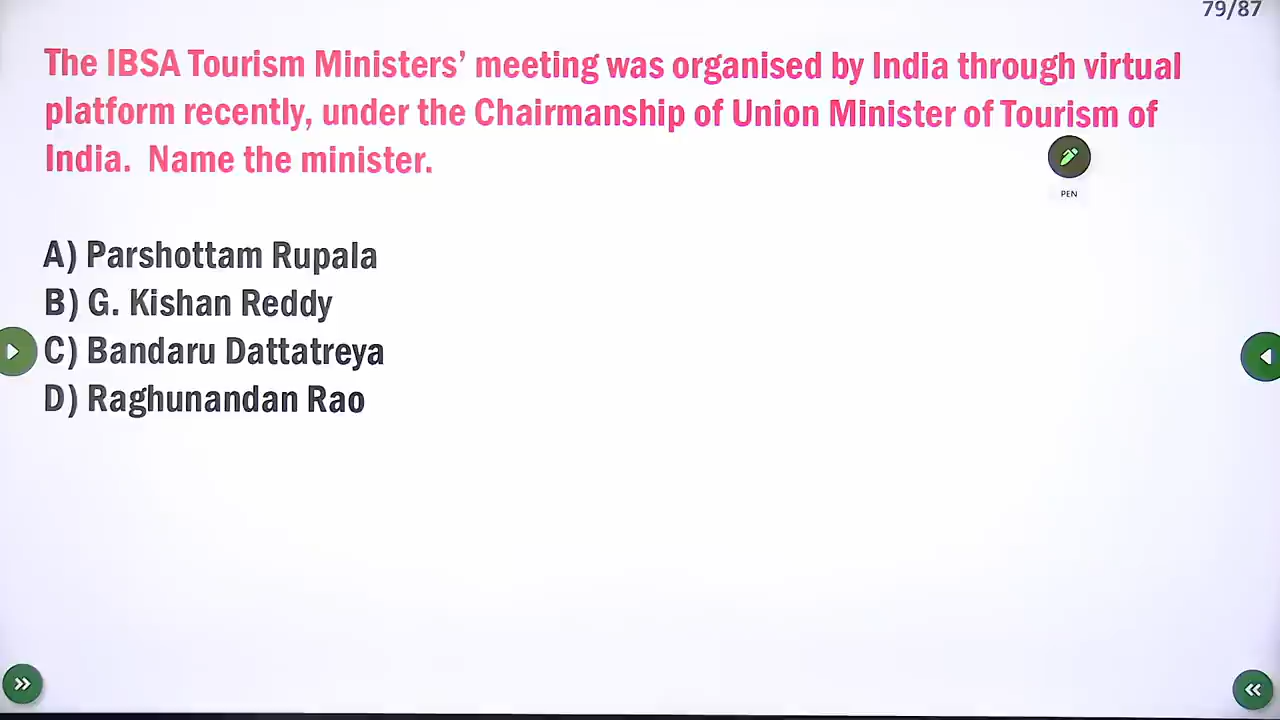 79/87
The IBSA Tourism Ministers’ meeting was organised by India through virtual
platform recently, under the Chairmanship of Union Minister of Tourism of
India.  Name the minister.
PEN
A) Parshottam Rupala
B) G. Kishan Reddy
C) Bandaru Dattatreya
D) Raghunandan Rao